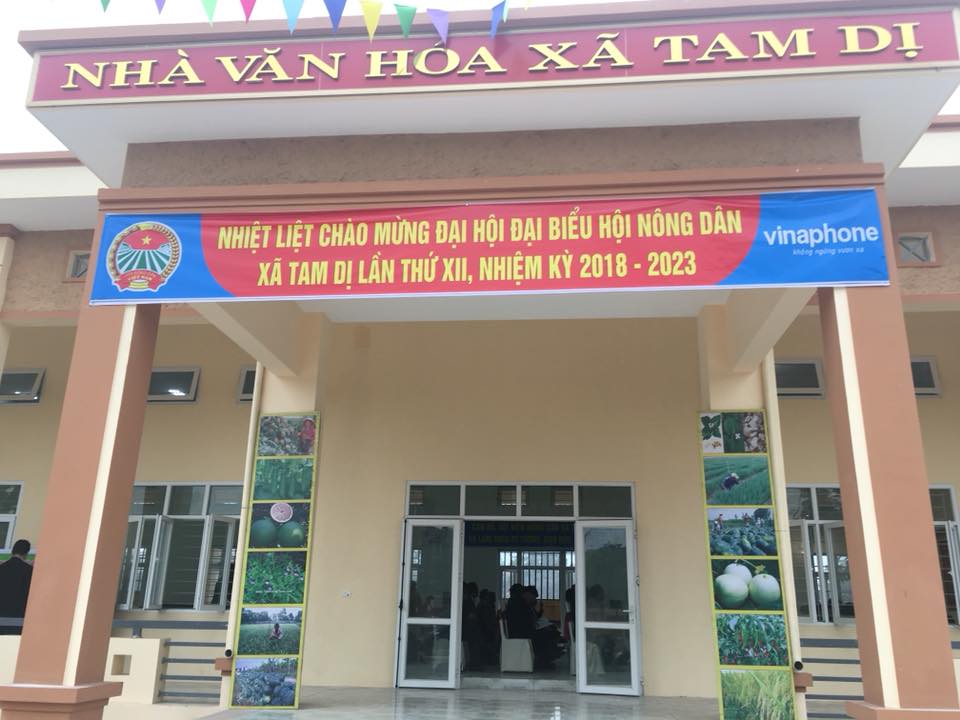 NHÀ VĂN HÓA XÃ TAM DỊ
NHIỆT LIỆT CHÀO MỪNG ĐẠI HỘI ĐẠI BIỂU HỘI NÔNG DÂN
XÃ TAM DỊ LẦN THỨ XII, NHIỆM KỲ 2018 - 2023
vinaphone
không ngừng vươn xa